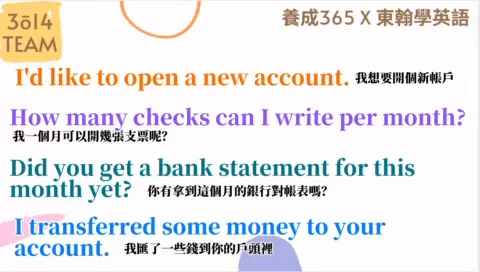 3ō14
TEAM
養成365 X 東翰學英語
I'd like to open a new account. 我想要開個新帳戶
How many checks can I write per month?
我一個月可以開幾張支票呢?
Did you get a bank statement for this
month yet? 你有拿到這個月的銀行對帳表嗎?
I transferred some money to your
account. 我匯了一些錢到你的戶頭裡